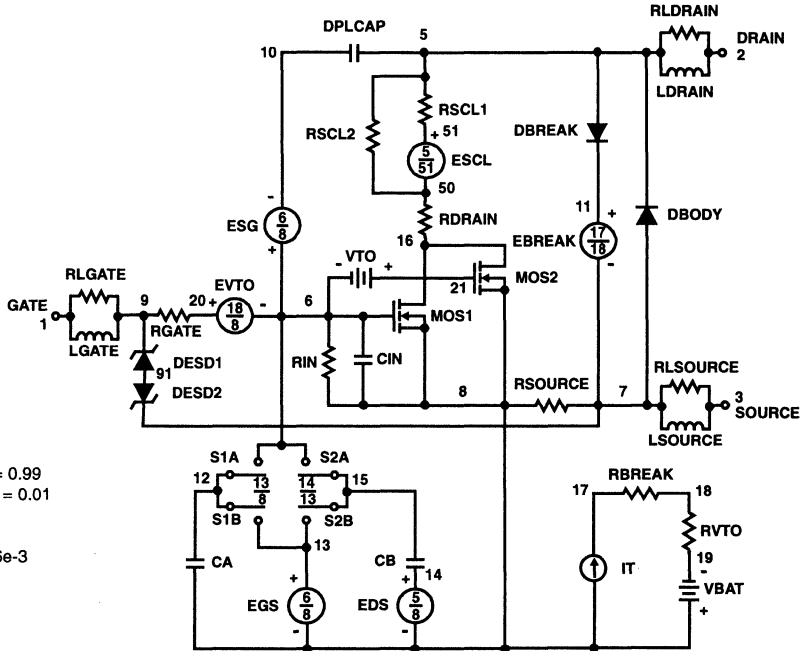 RLDRAIN
DPLCAP
5
DRAIN
2
10
LDRAIN
RSCL1
RSCL2
+ 51
DBREAK
5
51
ESCL
50
-
RDRAIN
11
+
DBODY
ESG
6
8
+
16
EBREAK
17
18
-
VTO
- +
MOS2
21
RLGATE
EVTO
GATE
1
9
20 +
18
8
-
6
MOS1
RGATE
LGATE
DESD1
91
DESD2
RIN
CIN
RLSOURCE
8
RSOURCE
7
3
SOURCE
LSOURCE
S1A
S2A
= 0.99
= 0.01
12
13
8
14
13
15
RBREAK
17
18
S1B
S2B
13
RVTO
6e-3
CA
CB
14
19
-
IT
VBAT
+
+
EGS
6
8
-
+
EDS
5
8
-